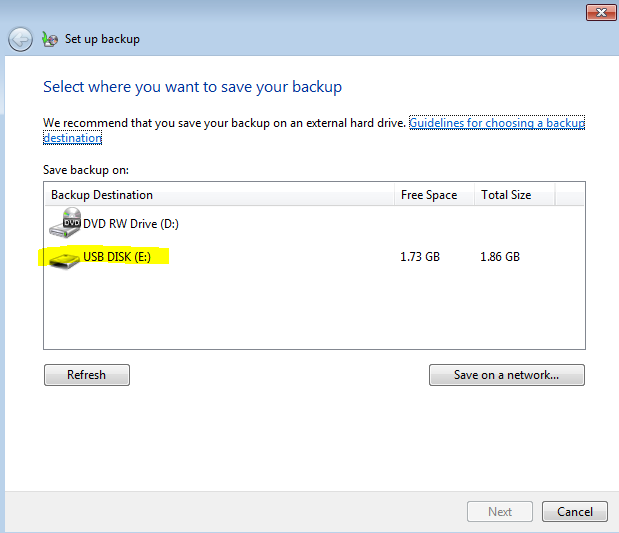 Set up backup
Select where you want to save your backup
We recommend that you save your backup on an external hard drive. Guidelines for choosing a backup
destination
Save backup on:
Backup Destination Free Space Total Size
DVD DVD RW Drive (D:)
USB DISK (E:) 1.73 GB 1.86 GB
Refresh Save on a network...
Next Cancel